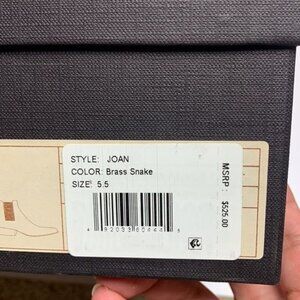 STYLE: JOAN
COLOR: Brass Snake
SIZE: 5.5
MSRP: $525.00